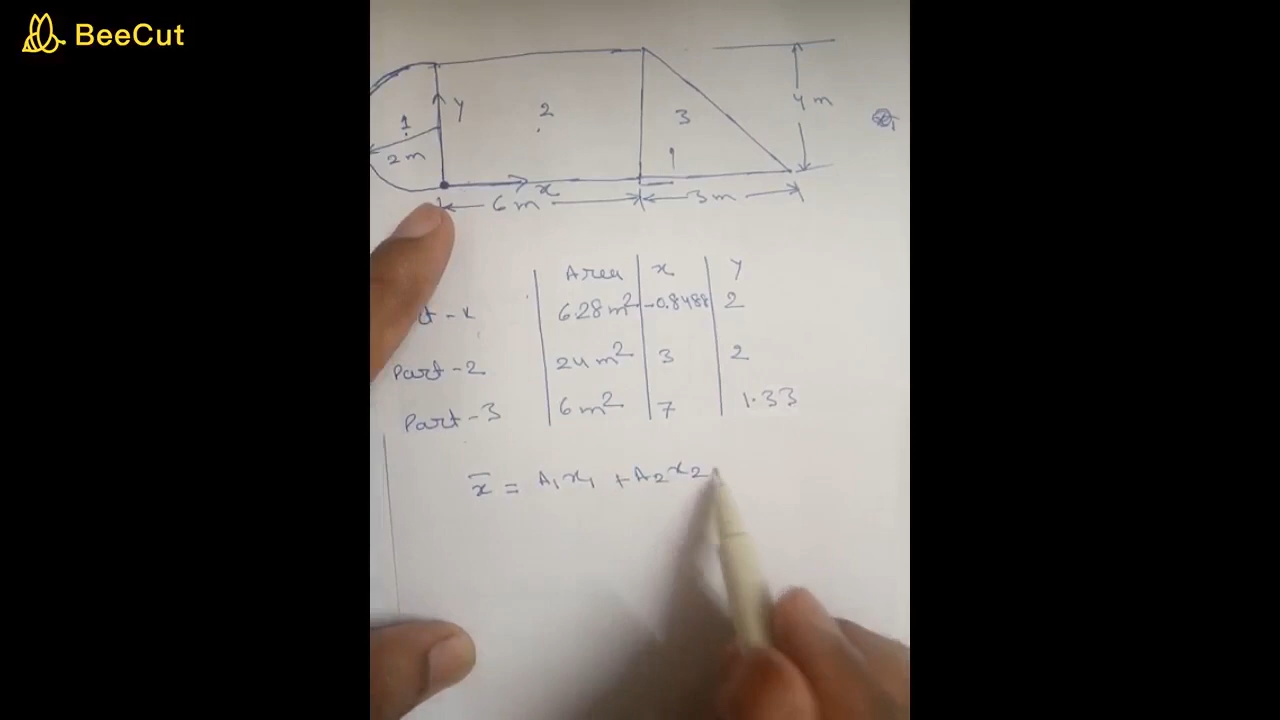 BeeCut
1 y 2 3 4 m
2 m
x
6 m 3 m
Area x y
6.28 m² -0.8488 2
Part-2 24 m² 3 2
Part-3 6 m² 7 1.33
x̄ = A₁x₁ + A₂x₂